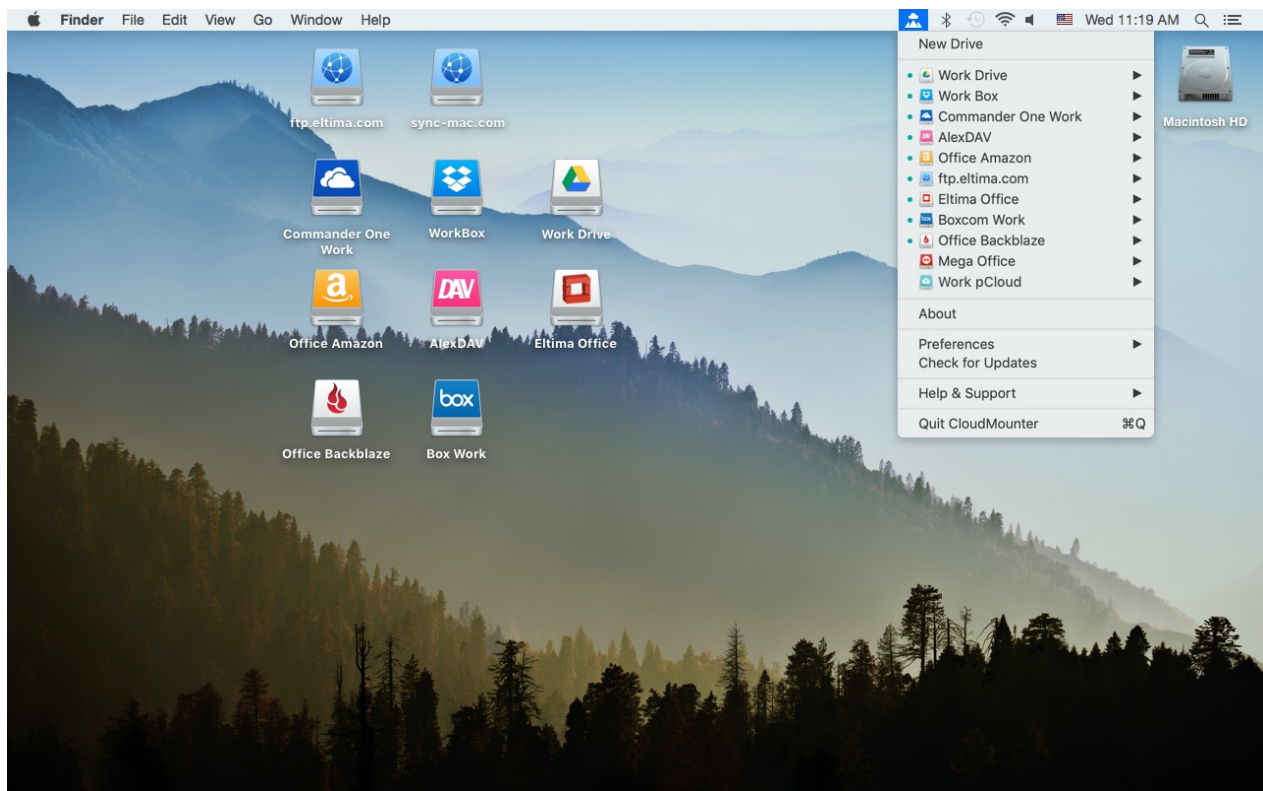 Finder File Edit View Go Window Help
Wed 11:19 AM
New Drive
Work Drive
Work Box
Commander One Work
AlexDAV
Office Amazon
ftp.eltima.com
Eltima Office
Boxcom Work
Office Backblaze
Mega Office
Work pCloud
About
Preferences
Check for Updates
Help & Support
Quit CloudMounter ⌘Q
Macintosh HD
ftp.eltima.com
sync-mac.com
Commander One
Work
WorkBox
Work Drive
a
Office Amazon
DAV
AlexDAV
Eltima Office
Office Backblaze
box
Box Work